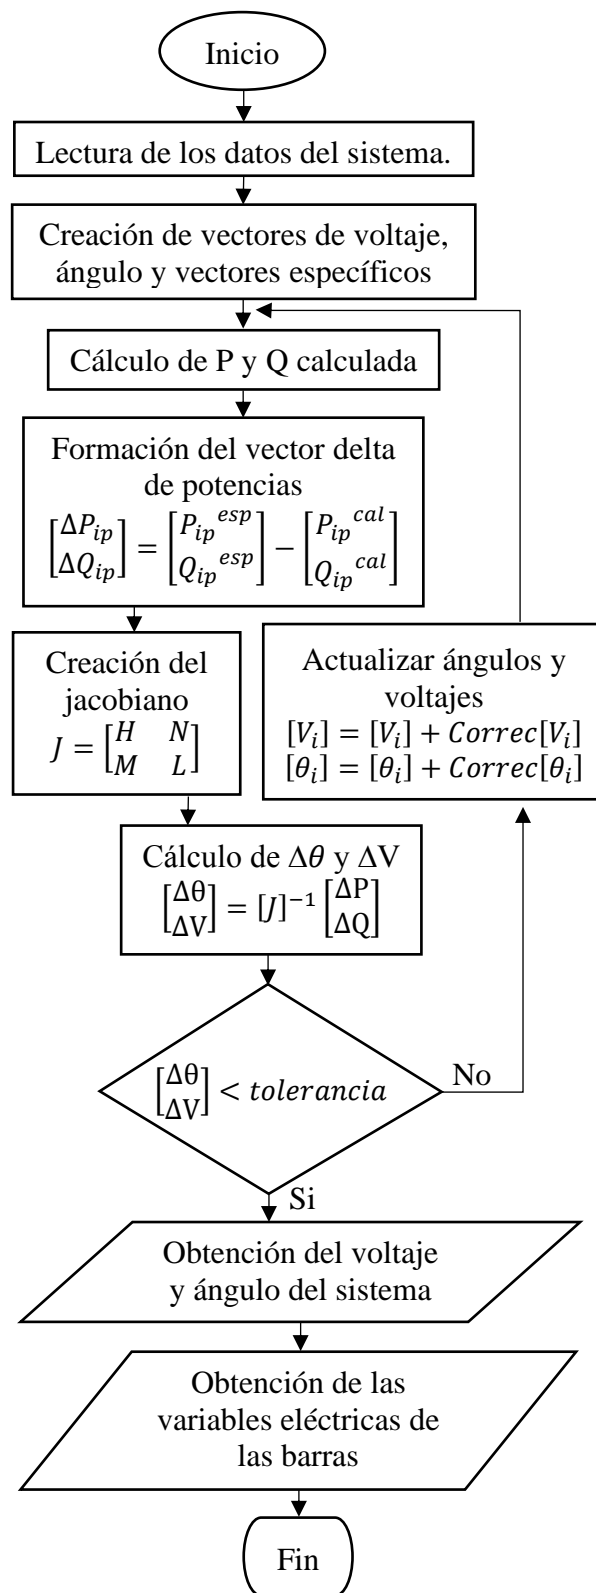 Inicio
Lectura de los datos del sistema.
Creación de vectores de voltaje,
ángulo y vectores específicos
Cálculo de P y Q calculada
Formación del vector delta
de potencias
[ΔP_ip; ΔQ_ip] = [P_ip^esp; Q_ip^esp] − [P_ip^cal; Q_ip^cal]
Creación del
jacobiano
J = [H N; M L]
Actualizar ángulos y
voltajes
[V_i] = [V_i] + Correc[V_i]
[θ_i] = [θ_i] + Correc[θ_i]
Cálculo de Δθ y ΔV
[Δθ; ΔV] = [J]^−1 [ΔP; ΔQ]
[Δθ; ΔV] < tolerancia
No
Si
Obtención del voltaje
y ángulo del sistema
Obtención de las
variables eléctricas de
las barras
Fin